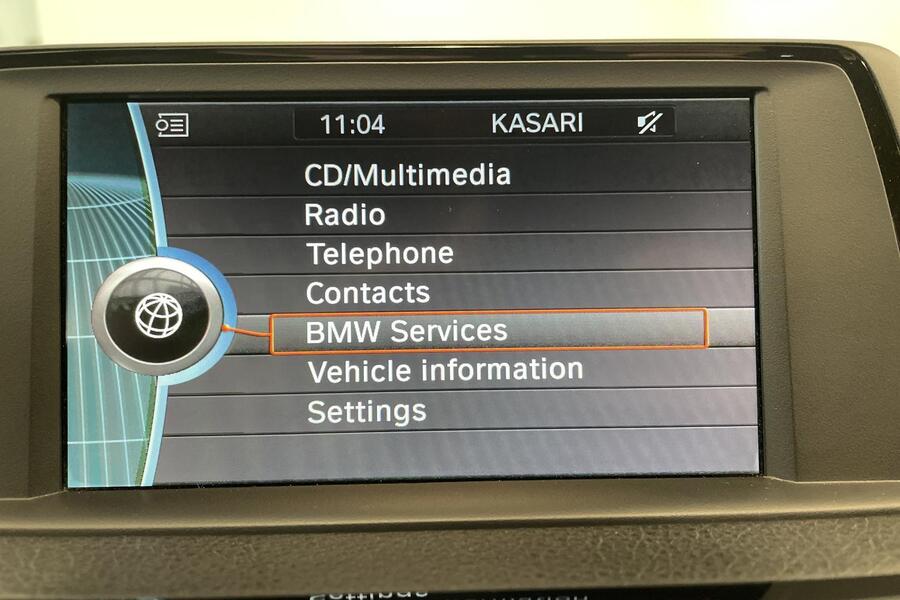 11:04 KASARI
CD/Multimedia
Radio
Telephone
Contacts
BMW Services
Vehicle information
Settings